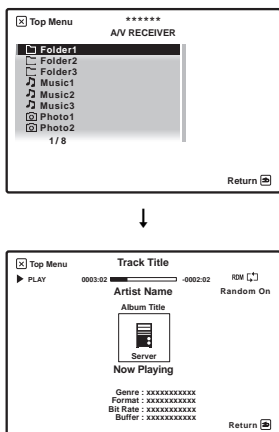 Top Menu ******
A/V RECEIVER
Folder1
Folder2
Folder3
Music1
Music2
Music3
Photo1
Photo2
1 / 8
Return
Top Menu Track Title
PLAY 0003:02 -0002:02 RDM
Artist Name Random On
Album Title
Server
Now Playing
Genre : xxxxxxxxxxx
Format : xxxxxxxxxxx
Bit Rate : xxxxxxxxxxx
Buffer : xxxxxxxxxxx
Return